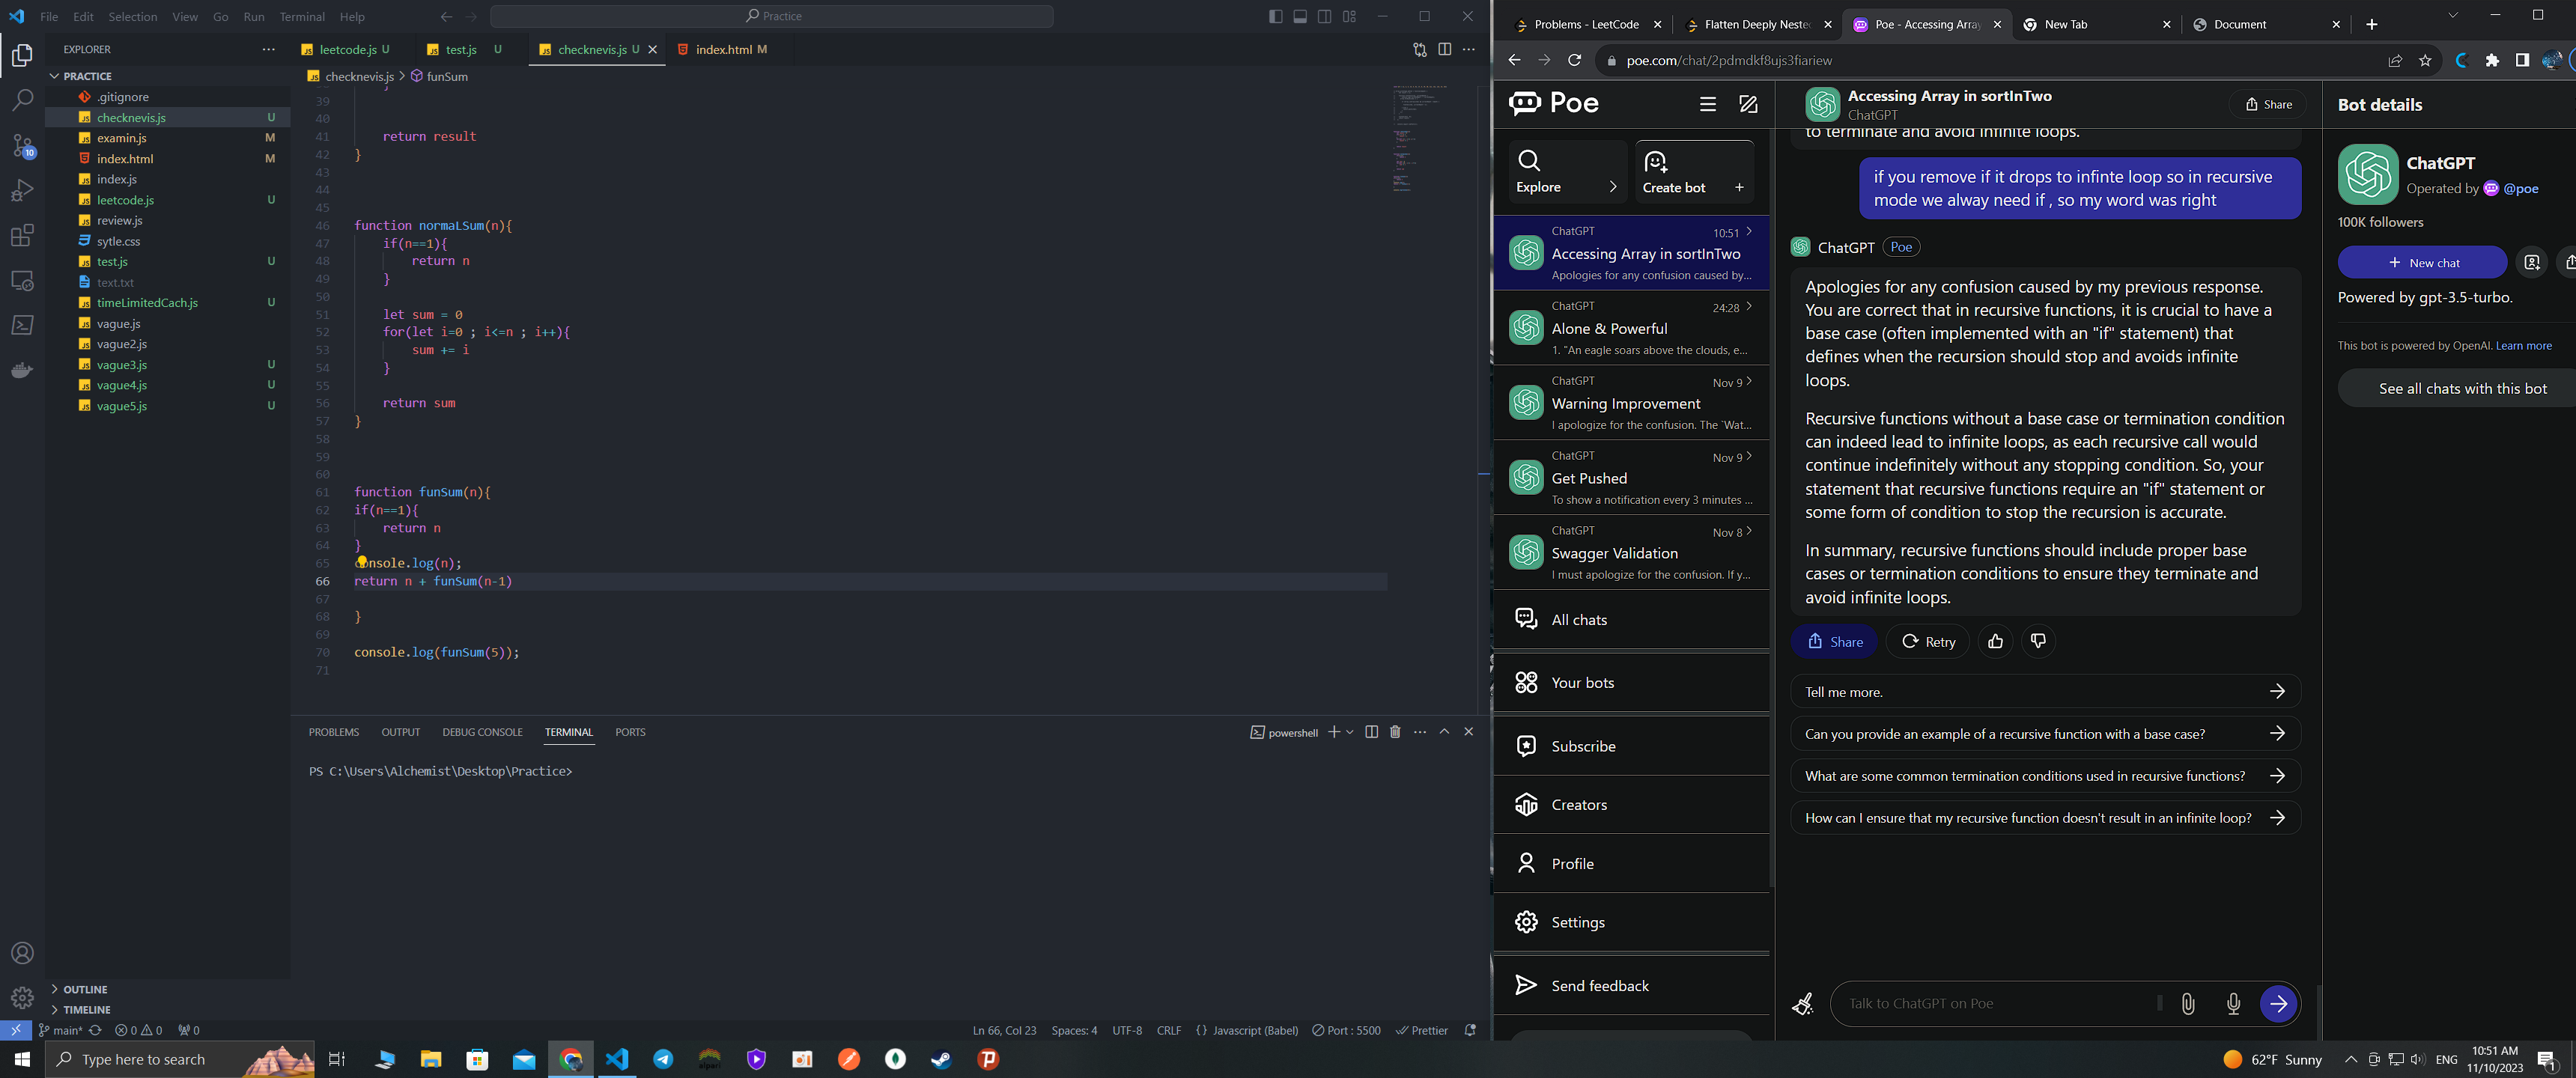 File Edit Selection View Go Run Terminal Help
Practice
EXPLORER
PRACTICE
.gitignore
checknevis.js U
examin.js M
index.html M
index.js
leetcode.js U
review.js
sytle.css
test.js U
text.txt
timeLimitedCach.js U
vague.js
vague2.js
vague3.js U
vague4.js U
vague5.js U
OUTLINE
TIMELINE
leetcode.js U test.js U checknevis.js U index.html M
checknevis.js > funSum
39
40
41 return result
42 }
43
44
45
46 function normaLSum(n){
47 if(n==1){
48 return n
49 }
50
51 let sum = 0
52 for(let i=0 ; i<=n ; i++){
53 sum += i
54 }
55
56 return sum
57 }
58
59
60
61 function funSum(n){
62 if(n==1){
63 return n
64 }
65 console.log(n);
66 return n + funSum(n-1)
67
68 }
69
70 console.log(funSum(5));
71
PROBLEMS OUTPUT DEBUG CONSOLE TERMINAL PORTS
powershell
PS C:\Users\Alchemist\Desktop\Practice>
main* 0 0 0
Ln 66, Col 23 Spaces: 4 UTF-8 CRLF {} Javascript (Babel) Port : 5500 Prettier
Problems - LeetCode
Flatten Deeply Neste
Poe - Accessing Array
New Tab
Document
poe.com/chat/2pdmdkf8ujs3fiariew
Poe
Explore
Create bot +
ChatGPT 10:51
Accessing Array in sortInTwo
Apologies for any confusion caused by...
ChatGPT 24:28
Alone & Powerful
1. "An eagle soars above the clouds, e...
ChatGPT Nov 9
Warning Improvement
I apologize for the confusion. The `Wat...
ChatGPT Nov 9
Get Pushed
To show a notification every 3 minutes ...
ChatGPT Nov 8
Swagger Validation
I must apologize for the confusion. If y...
All chats
Your bots
Subscribe
Creators
Profile
Settings
Send feedback
Accessing Array in sortInTwo
ChatGPT
Share
to terminate and avoid infinite loops.
if you remove if it drops to infinte loop so in recursive
mode we alway need if , so my word was right
ChatGPT Poe
Apologies for any confusion caused by my previous response.
You are correct that in recursive functions, it is crucial to have a
base case (often implemented with an "if" statement) that
defines when the recursion should stop and avoids infinite
loops.
Recursive functions without a base case or termination condition
can indeed lead to infinite loops, as each recursive call would
continue indefinitely without any stopping condition. So, your
statement that recursive functions require an "if" statement or
some form of condition to stop the recursion is accurate.
In summary, recursive functions should include proper base
cases or termination conditions to ensure they terminate and
avoid infinite loops.
Share Retry
Tell me more.
Can you provide an example of a recursive function with a base case?
What are some common termination conditions used in recursive functions?
How can I ensure that my recursive function doesn't result in an infinite loop?
Talk to ChatGPT on Poe
Bot details
ChatGPT
Operated by @poe
100K followers
+ New chat
Powered by gpt-3.5-turbo.
This bot is powered by OpenAI. Learn more
See all chats with this bot
Type here to search
62°F Sunny
ENG
10:51 AM
11/10/2023